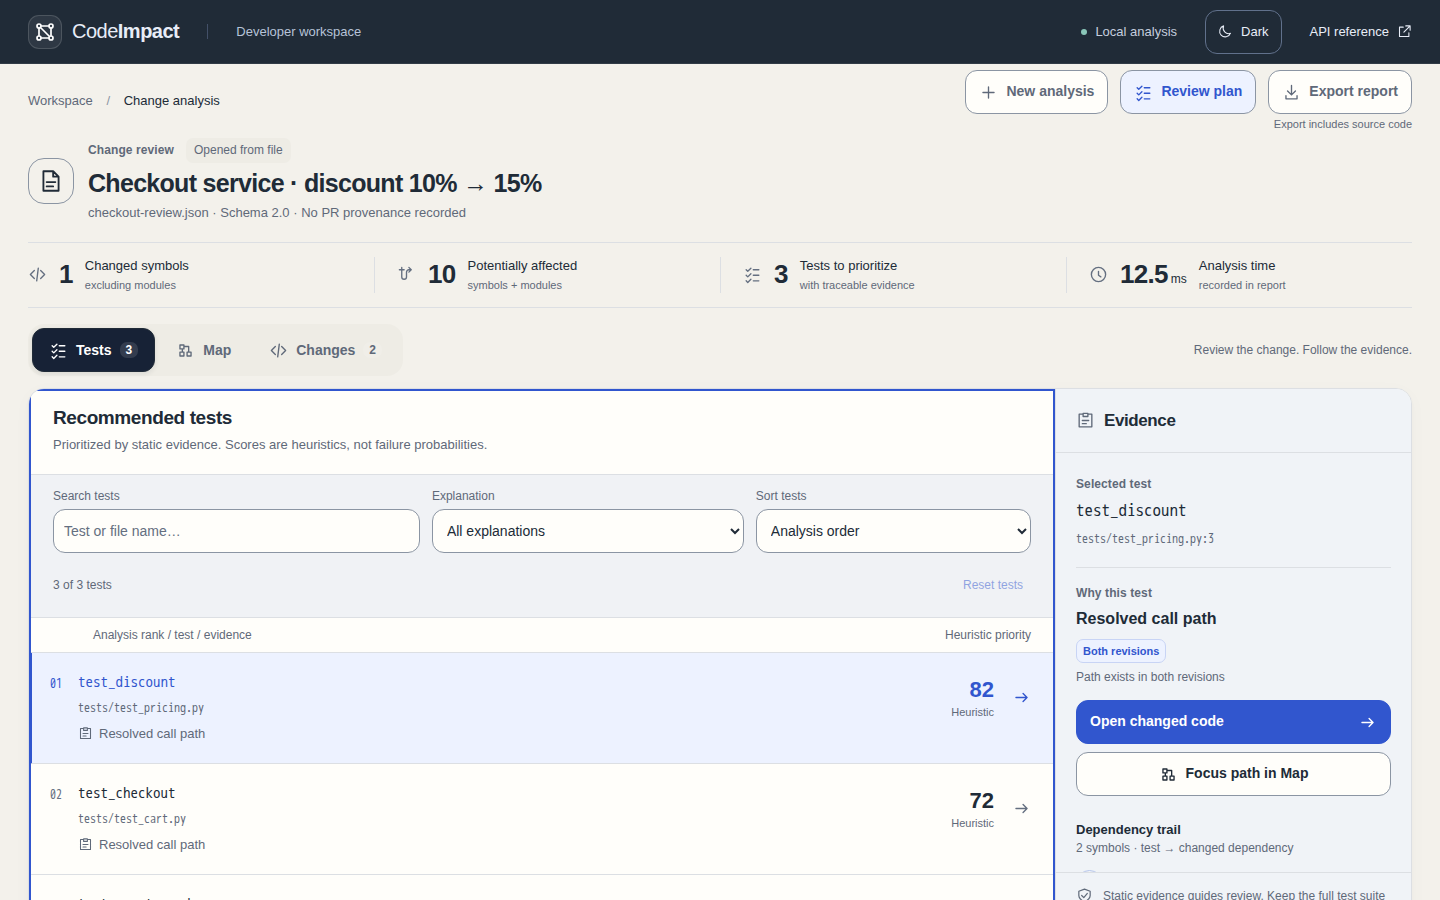 CodeImpact
Developer workspace
Local analysis
Dark
API reference
Workspace / Change analysis
New analysis
Review plan
Export report
Export includes source code
Change review
Opened from file
Checkout service · discount 10% → 15%
checkout-review.json · Schema 2.0 · No PR provenance recorded
1
Changed symbols
excluding modules
10
Potentially affected
symbols + modules
3
Tests to prioritize
with traceable evidence
12.5 ms
Analysis time
recorded in report
Tests 3
Map
Changes 2
Review the change. Follow the evidence.
Recommended tests
Prioritized by static evidence. Scores are heuristics, not failure probabilities.
Search tests
Test or file name…
Explanation
All explanations
Sort tests
Analysis order
3 of 3 tests
Reset tests
Analysis rank / test / evidence
Heuristic priority
01
test_discount
tests/test_pricing.py
Resolved call path
82
Heuristic
02
test_checkout
tests/test_cart.py
Resolved call path
72
Heuristic
Evidence
Selected test
test_discount
tests/test_pricing.py:3
Why this test
Resolved call path
Both revisions
Path exists in both revisions
Open changed code
Focus path in Map
Dependency trail
2 symbols · test → changed dependency
Static evidence guides review. Keep the full test suite